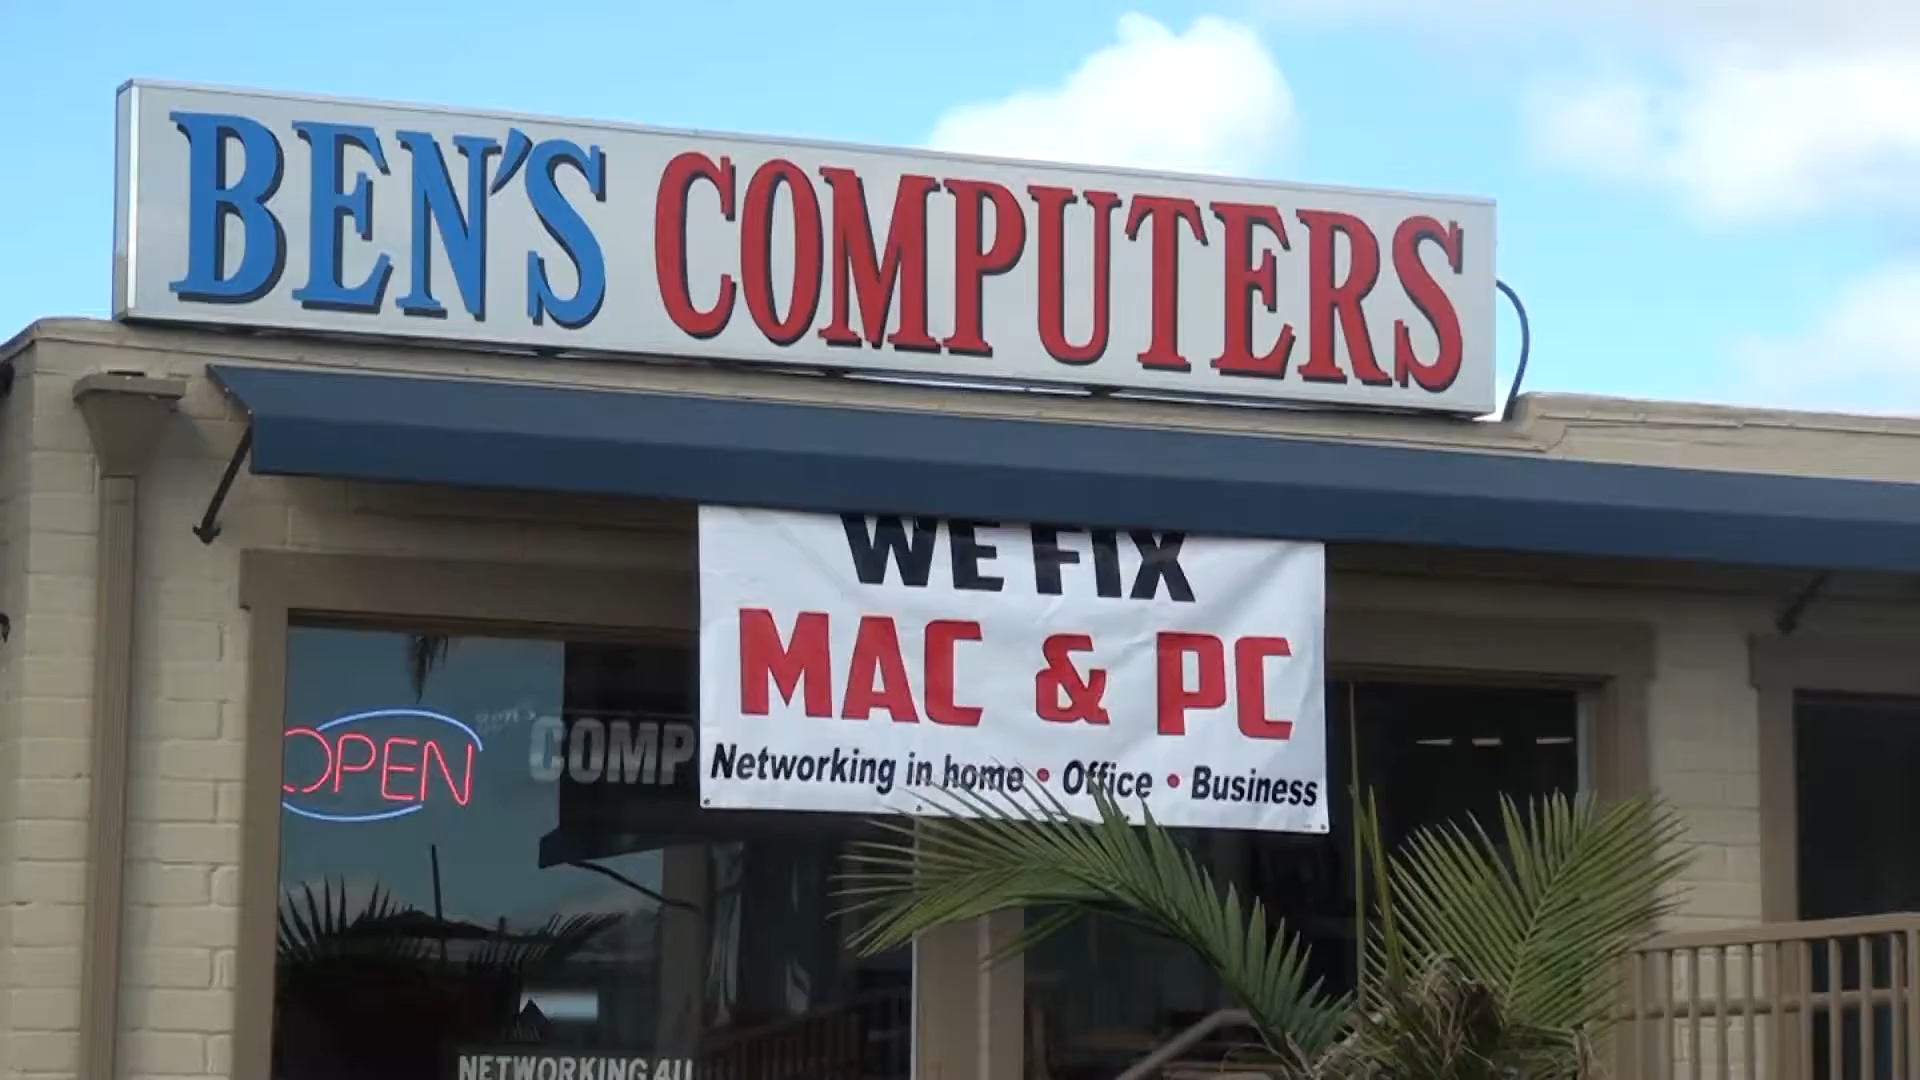 BEN'S COMPUTERS
WE FIX
MAC & PC
Networking in home • Office • Business
OPEN
COMP
NETWORKING4U